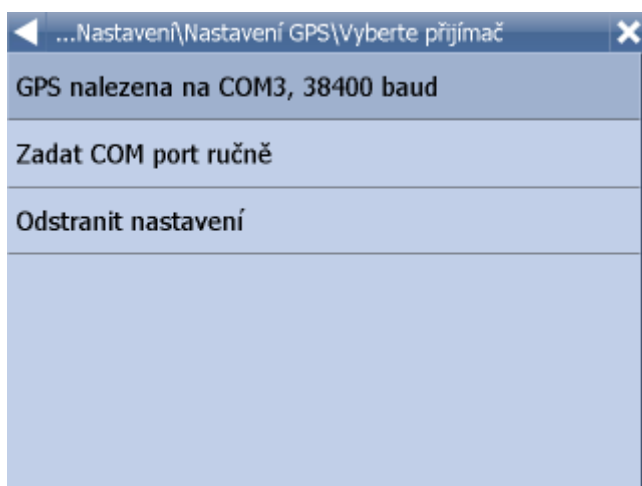 ...Nastavení\Nastavení GPS\Vyberte přijímač
GPS nalezena na COM3, 38400 baud
Zadat COM port ručně
Odstranit nastavení